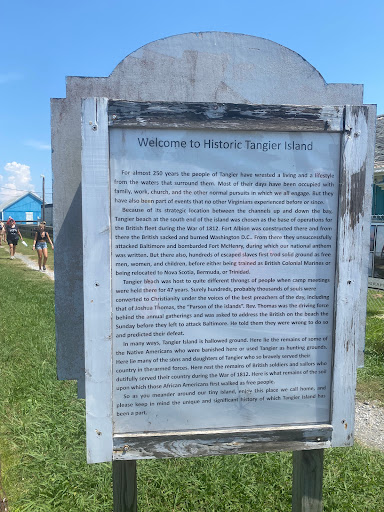 Welcome to Historic Tangier Island
For almost 250 years the people of Tangier have wrested a living and a lifestyle
from the waters that surround them. Most of their days have been occupied with
family, work, church, and the other normal pursuits in which we all engage. But they
have also been part of events that no other Virginians experienced before or since.
Because of its strategic location between the channels up and down the bay,
Tangier beach at the south end of the island was chosen as the base of operations for
the British fleet during the War of 1812. Fort Albion was constructed there and from
there the British sacked and burned Washington D.C. From there they unsuccessfully
attacked Baltimore and bombarded Fort McHenry, during which our national anthem
was written. But there also, hundreds of escaped slaves first trod solid ground as free
men, women, and children, before either being trained as British Colonial Marines or
being relocated to Nova Scotia, Bermuda, or Trinidad.
Tangier beach was host to quite different throngs of people when camp meetings
were held there for 47 years. Surely hundreds, probably thousands of souls were
converted to Christianity under the voices of the best preachers of the day, including
that of Joshua Thomas, the "Parson of the Islands". Rev. Thomas was the driving force
behind the annual gatherings and was asked to address the British on the beach the
Sunday before they left to attack Baltimore. He told them they were wrong to do so
and predicted their defeat.
In many ways, Tangier Island is hallowed ground. Here lie the remains of some of
the Native Americans who were banished here or used Tangier as hunting grounds.
Here lie many of the sins and daughters of Tangier who so bravely served their
country in the armed forces. Here rest the remains of British soldiers and sailors who
dutifully served their country during the War of 1812. Here is what remains of the soil
upon which those African Americans first walked as free people.
So as you meander around our tiny island, enjoy this place we call home, and
please keep in mind the unique and significant history of which Tangier Island has
been a part.